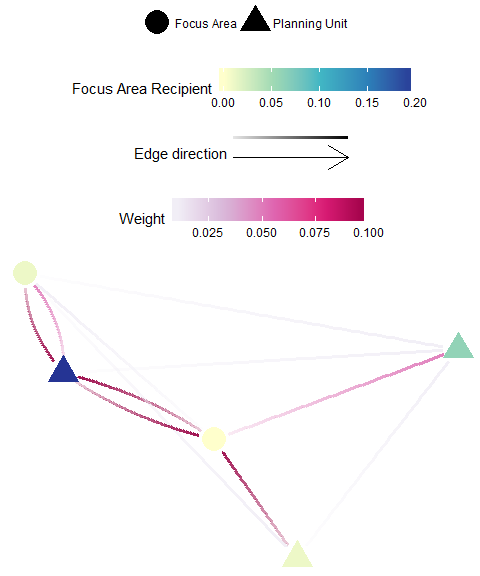 Focus Area Planning Unit
Focus Area Recipient
0.00 0.05 0.10 0.15 0.20
Edge direction
Weight
0.025 0.050 0.075 0.100